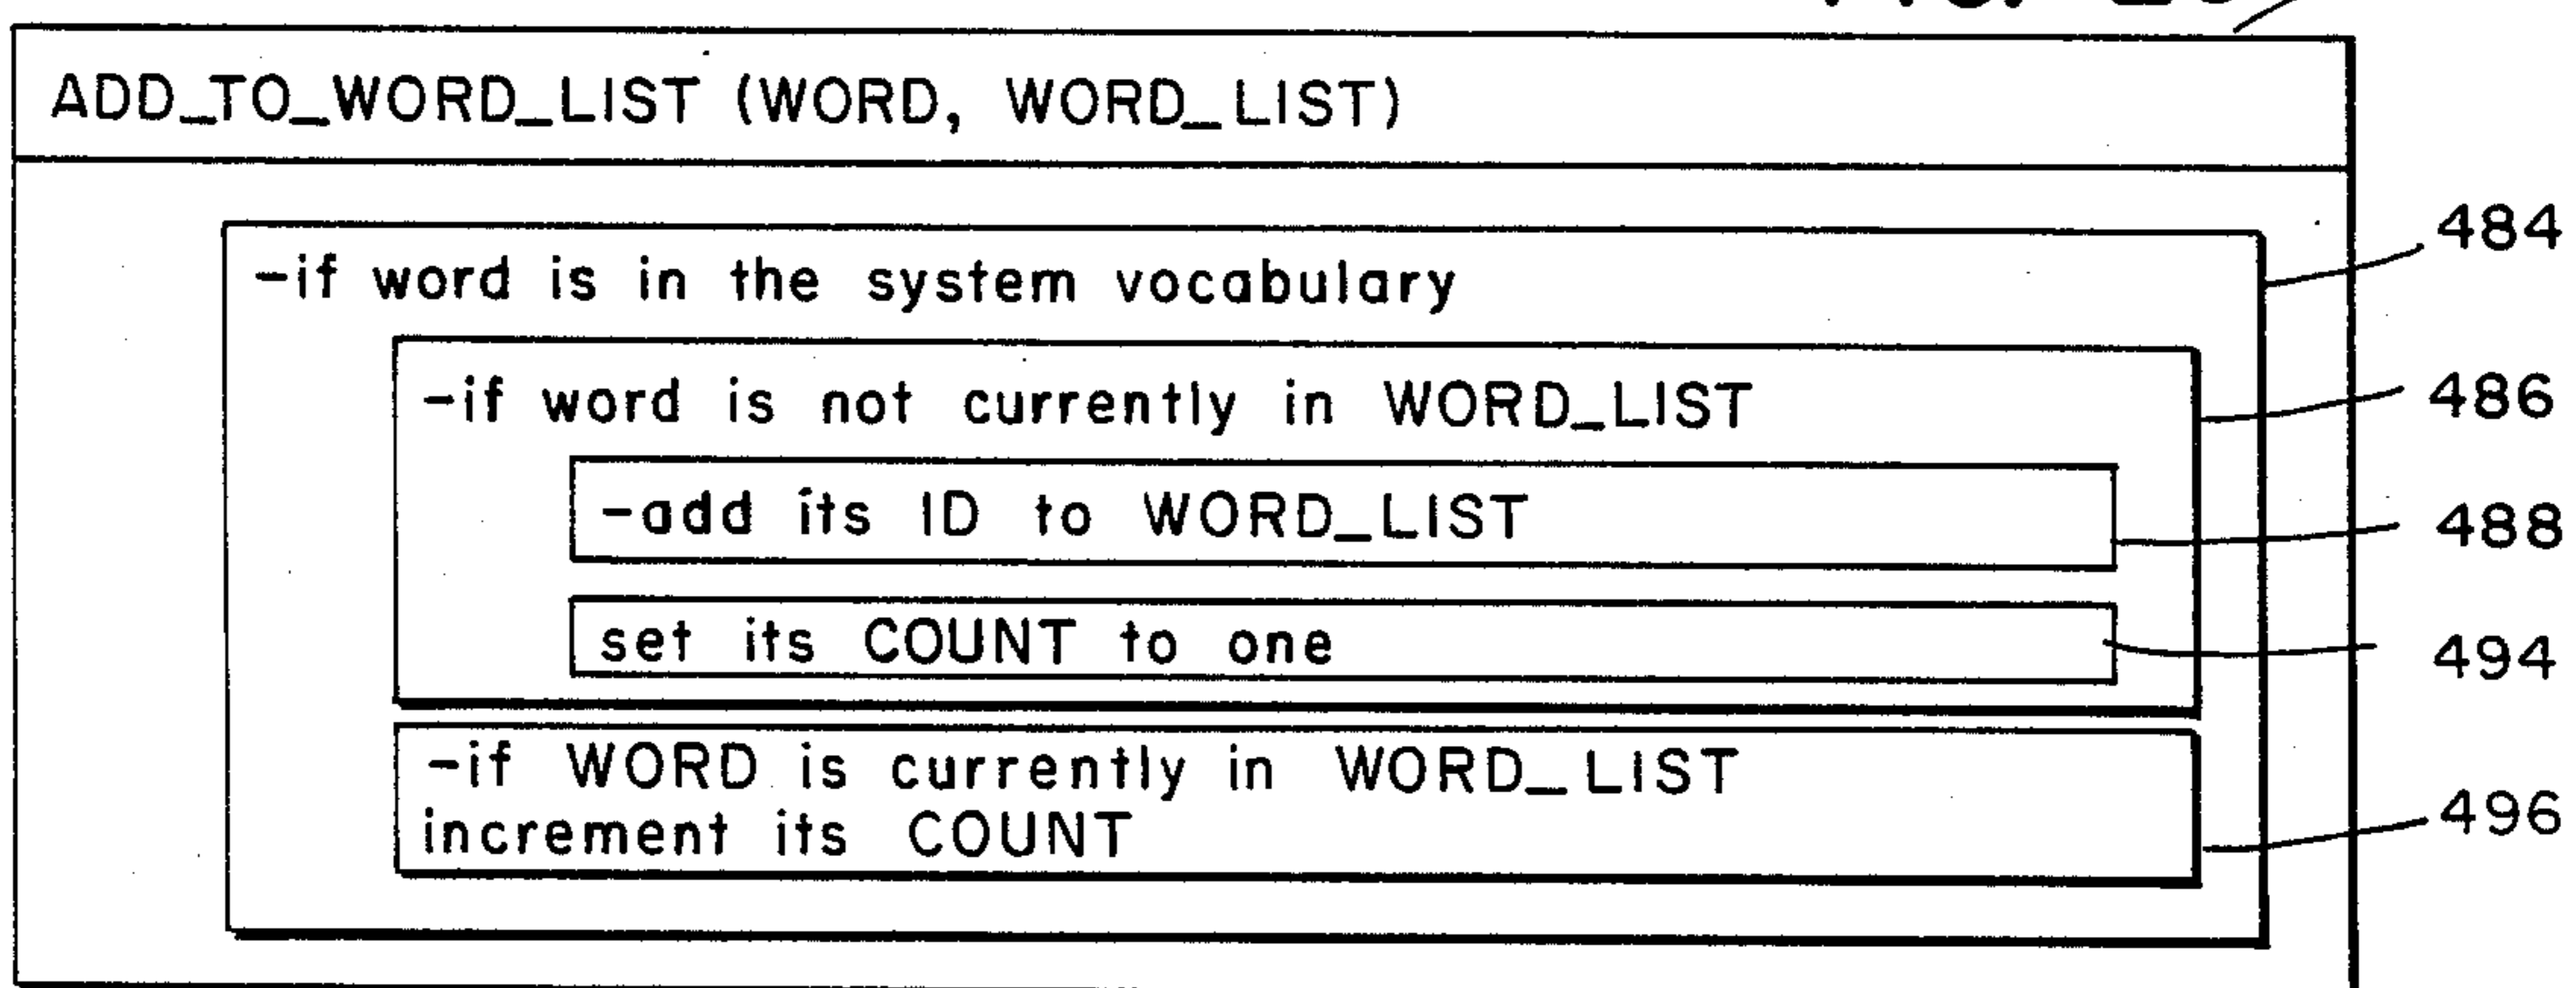 ADD_TO_WORD_LIST (WORD, WORD_LIST)
-if word is in the system vocabulary
484
-if word is not currently in WORD_LIST
486
-add its ID to WORD_LIST
488
set its COUNT to one
494
-if WORD is currently in WORD_LIST
increment its COUNT
496